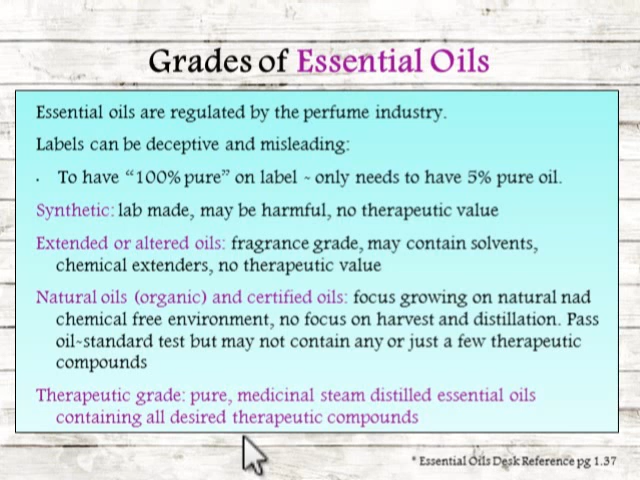 Grades of Essential Oils
Essential oils are regulated by the perfume industry.
Labels can be deceptive and misleading:
· To have “100% pure” on label ~ only needs to have 5% pure oil.
Synthetic: lab made, may be harmful, no therapeutic value
Extended or altered oils: fragrance grade, may contain solvents,
chemical extenders, no therapeutic value
Natural oils (organic) and certified oils: focus growing on natural nad
chemical free environment, no focus on harvest and distillation. Pass
oil~standard test but may not contain any or just a few therapeutic
compounds
Therapeutic grade: pure, medicinal steam distilled essential oils
containing all desired therapeutic compounds
* Essential Oils Desk Reference pg 1.37